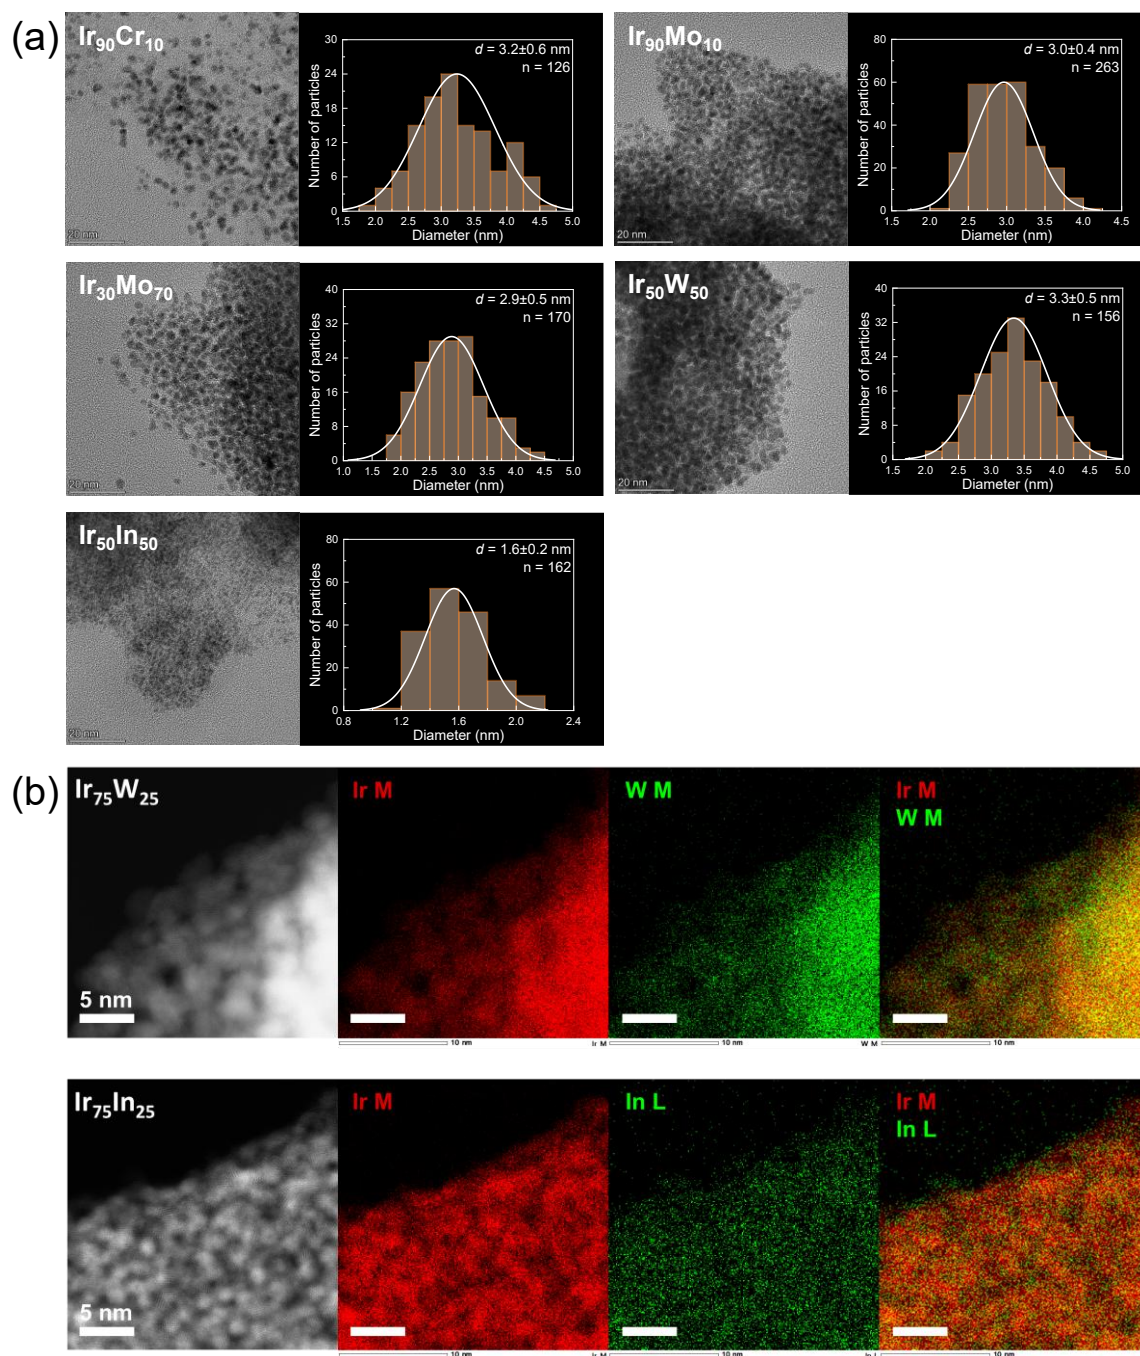 (a)
Ir90Cr10
20 nm
d = 3.2±0.6 nm
n = 126
Number of particles
30
24
18
12
6
0
1.5 2.0 2.5 3.0 3.5 4.0 4.5 5.0
Diameter (nm)
Ir90Mo10
20 nm
d = 3.0±0.4 nm
n = 263
Number of particles
80
60
40
20
0
1.5 2.0 2.5 3.0 3.5 4.0 4.5
Diameter (nm)
Ir30Mo70
20 nm
d = 2.9±0.5 nm
n = 170
Number of particles
40
32
24
16
8
0
1.0 1.5 2.0 2.5 3.0 3.5 4.0 4.5 5.0
Diameter (nm)
Ir50W50
20 nm
d = 3.3±0.5 nm
n = 156
Number of particles
40
32
24
16
8
0
1.5 2.0 2.5 3.0 3.5 4.0 4.5 5.0
Diameter (nm)
Ir50In50
20 nm
d = 1.6±0.2 nm
n = 162
Number of particles
80
60
40
20
0
0.8 1.2 1.6 2.0 2.4
Diameter (nm)
(b)
Ir75W25
5 nm
Ir M
10 nm
Ir M
W M
10 nm
W M
Ir M
W M
10 nm
Ir75In25
5 nm
Ir M
10 nm
Ir M
In L
10 nm
In L
Ir M
In L
10 nm